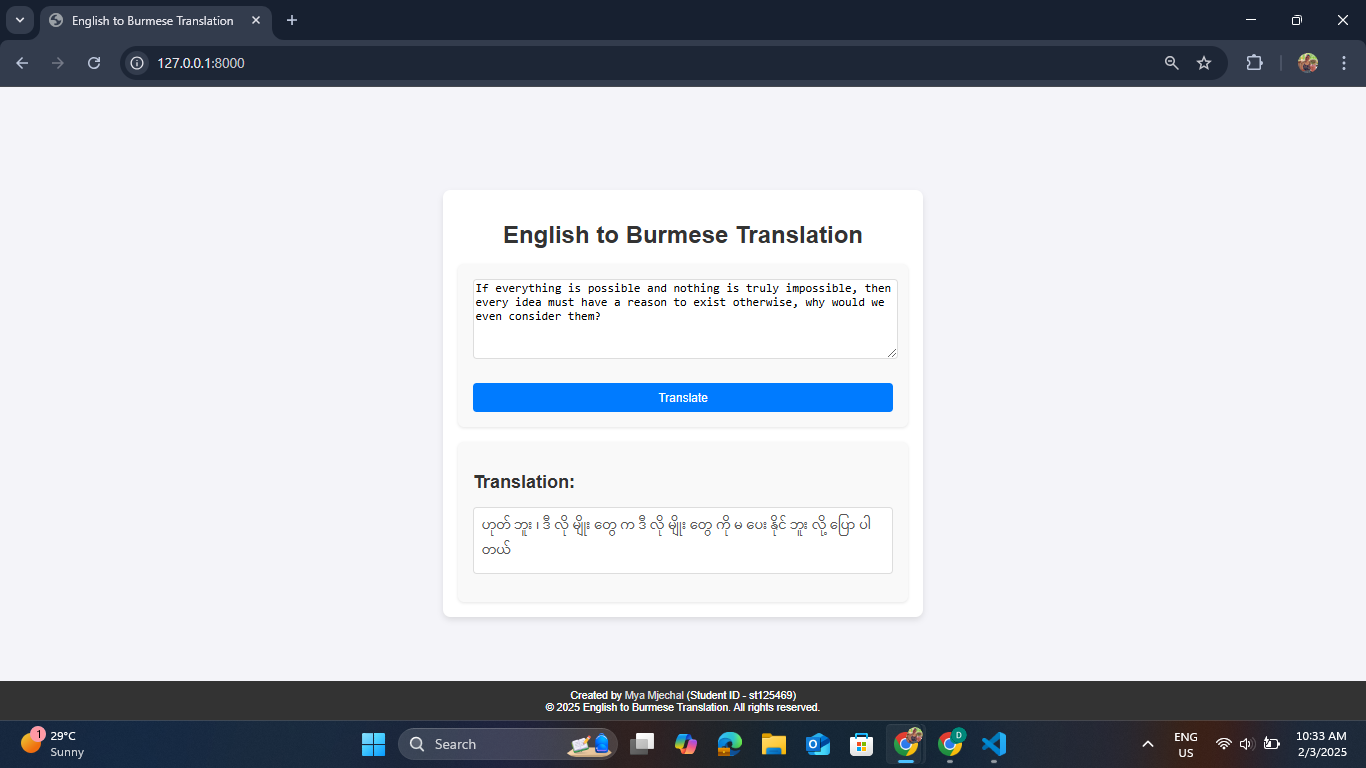 English to Burmese Translation
127.0.0.1:8000
English to Burmese Translation
If everything is possible and nothing is truly impossible, then
every idea must have a reason to exist otherwise, why would we
even consider them?
Translate
Translation:
ဟုတ် ဘူး ၊ ဒီ လို မျိုး တွေ က ဒီ လို မျိုး တွေ ကို မ ပေး နိုင် ဘူး လို့ ပြော ပါ
တယ်
Created by Mya Mjechal (Student ID - st125469)
© 2025 English to Burmese Translation. All rights reserved.
1
29°C
Sunny
Search
D
ENG
US
10:33 AM
2/3/2025